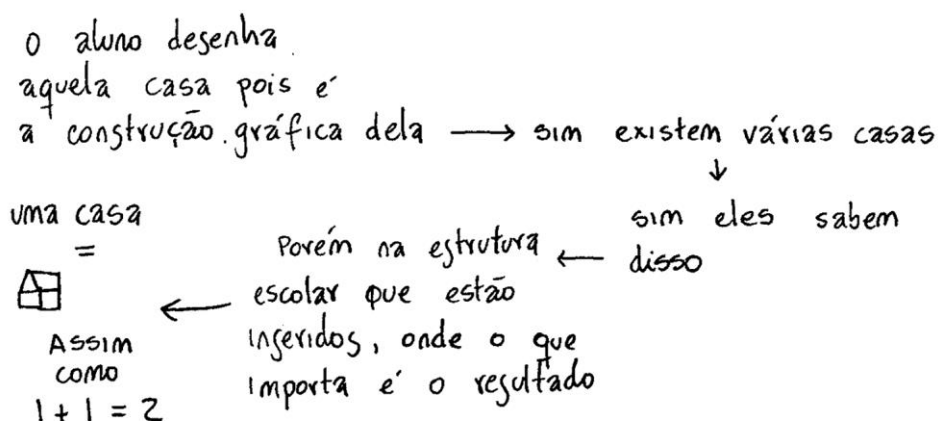 o aluno desenha
aquela casa pois é
a construção gráfica dela → sim existem várias casas
↓
sim eles sabem
disso
← Porém na estrutura
escolar que estão
inseridos, onde o que
importa é o resultado
←
uma casa
=
Assim
como
1 + 1 = 2